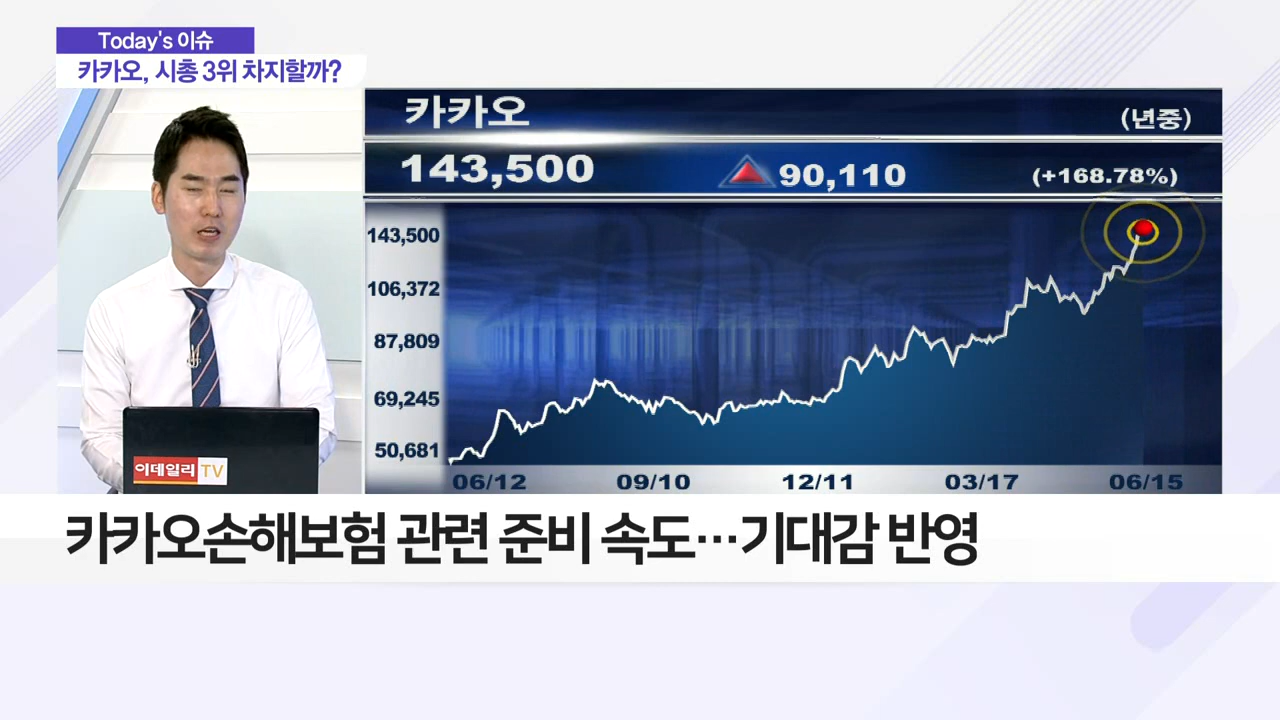 Today's 이슈
카카오, 시총 3위 차지할까?
카카오
(년중)
143,500
90,110
(+168.78%)
143,500
106,372
87,809
69,245
50,681
06/12
09/10
12/11
03/17
06/15
이데일리 TV
카카오손해보험 관련 준비 속도…기대감 반영